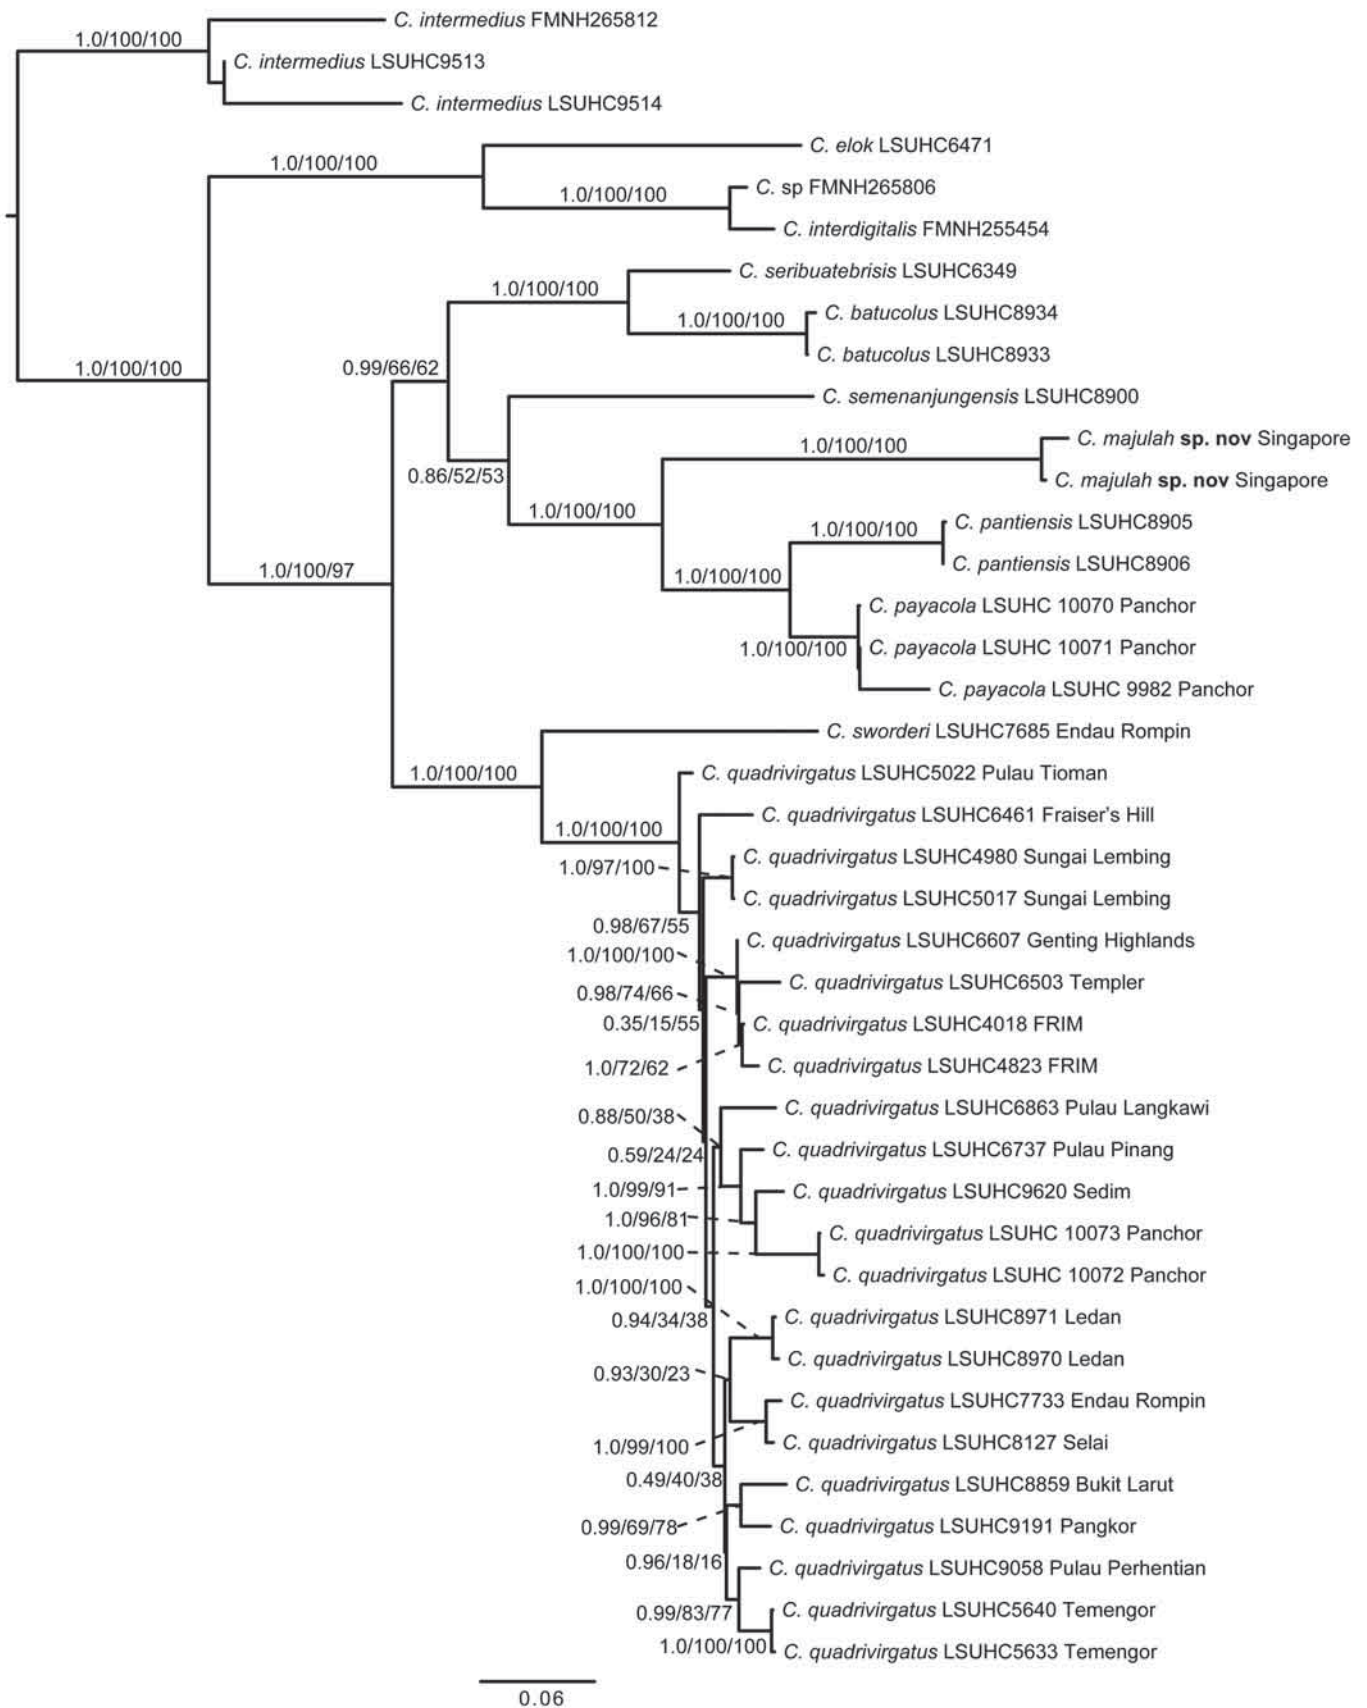 C. intermedius FMNH265812
1.0/100/100
C. intermedius LSUHC9513
C. intermedius LSUHC9514
C. elok LSUHC6471
1.0/100/100
C. sp FMNH265806
1.0/100/100
C. interdigitalis FMNH255454
C. seribuatebrisis LSUHC6349
1.0/100/100
C. batucolus LSUHC8934
1.0/100/100
C. batucolus LSUHC8933
1.0/100/100
0.99/66/62
C. semenanjungensis LSUHC8900
C. majulah sp. nov Singapore
1.0/100/100
0.86/52/53
C. majulah sp. nov Singapore
1.0/100/100
C. pantiensis LSUHC8905
1.0/100/100
C. pantiensis LSUHC8906
1.0/100/97
1.0/100/100
C. payacola LSUHC 10070 Panchor
1.0/100/100
C. payacola LSUHC 10071 Panchor
C. payacola LSUHC 9982 Panchor
C. sworderi LSUHC7685 Endau Rompin
1.0/100/100
C. quadrivirgatus LSUHC5022 Pulau Tioman
C. quadrivirgatus LSUHC6461 Fraiser's Hill
1.0/100/100
C. quadrivirgatus LSUHC4980 Sungai Lembing
1.0/97/100
C. quadrivirgatus LSUHC5017 Sungai Lembing
0.98/67/55
C. quadrivirgatus LSUHC6607 Genting Highlands
1.0/100/100
C. quadrivirgatus LSUHC6503 Templer
0.98/74/66
0.35/15/55
C. quadrivirgatus LSUHC4018 FRIM
1.0/72/62
C. quadrivirgatus LSUHC4823 FRIM
C. quadrivirgatus LSUHC6863 Pulau Langkawi
0.88/50/38
0.59/24/24
C. quadrivirgatus LSUHC6737 Pulau Pinang
1.0/99/91
C. quadrivirgatus LSUHC9620 Sedim
1.0/96/81
C. quadrivirgatus LSUHC 10073 Panchor
1.0/100/100
C. quadrivirgatus LSUHC 10072 Panchor
1.0/100/100
0.94/34/38
C. quadrivirgatus LSUHC8971 Ledan
C. quadrivirgatus LSUHC8970 Ledan
0.93/30/23
C. quadrivirgatus LSUHC7733 Endau Rompin
1.0/99/100
C. quadrivirgatus LSUHC8127 Selai
0.49/40/38
C. quadrivirgatus LSUHC8859 Bukit Larut
0.99/69/78
C. quadrivirgatus LSUHC9191 Pangkor
0.96/18/16
C. quadrivirgatus LSUHC9058 Pulau Perhentian
0.99/83/77
C. quadrivirgatus LSUHC5640 Temengor
1.0/100/100
C. quadrivirgatus LSUHC5633 Temengor
0.06